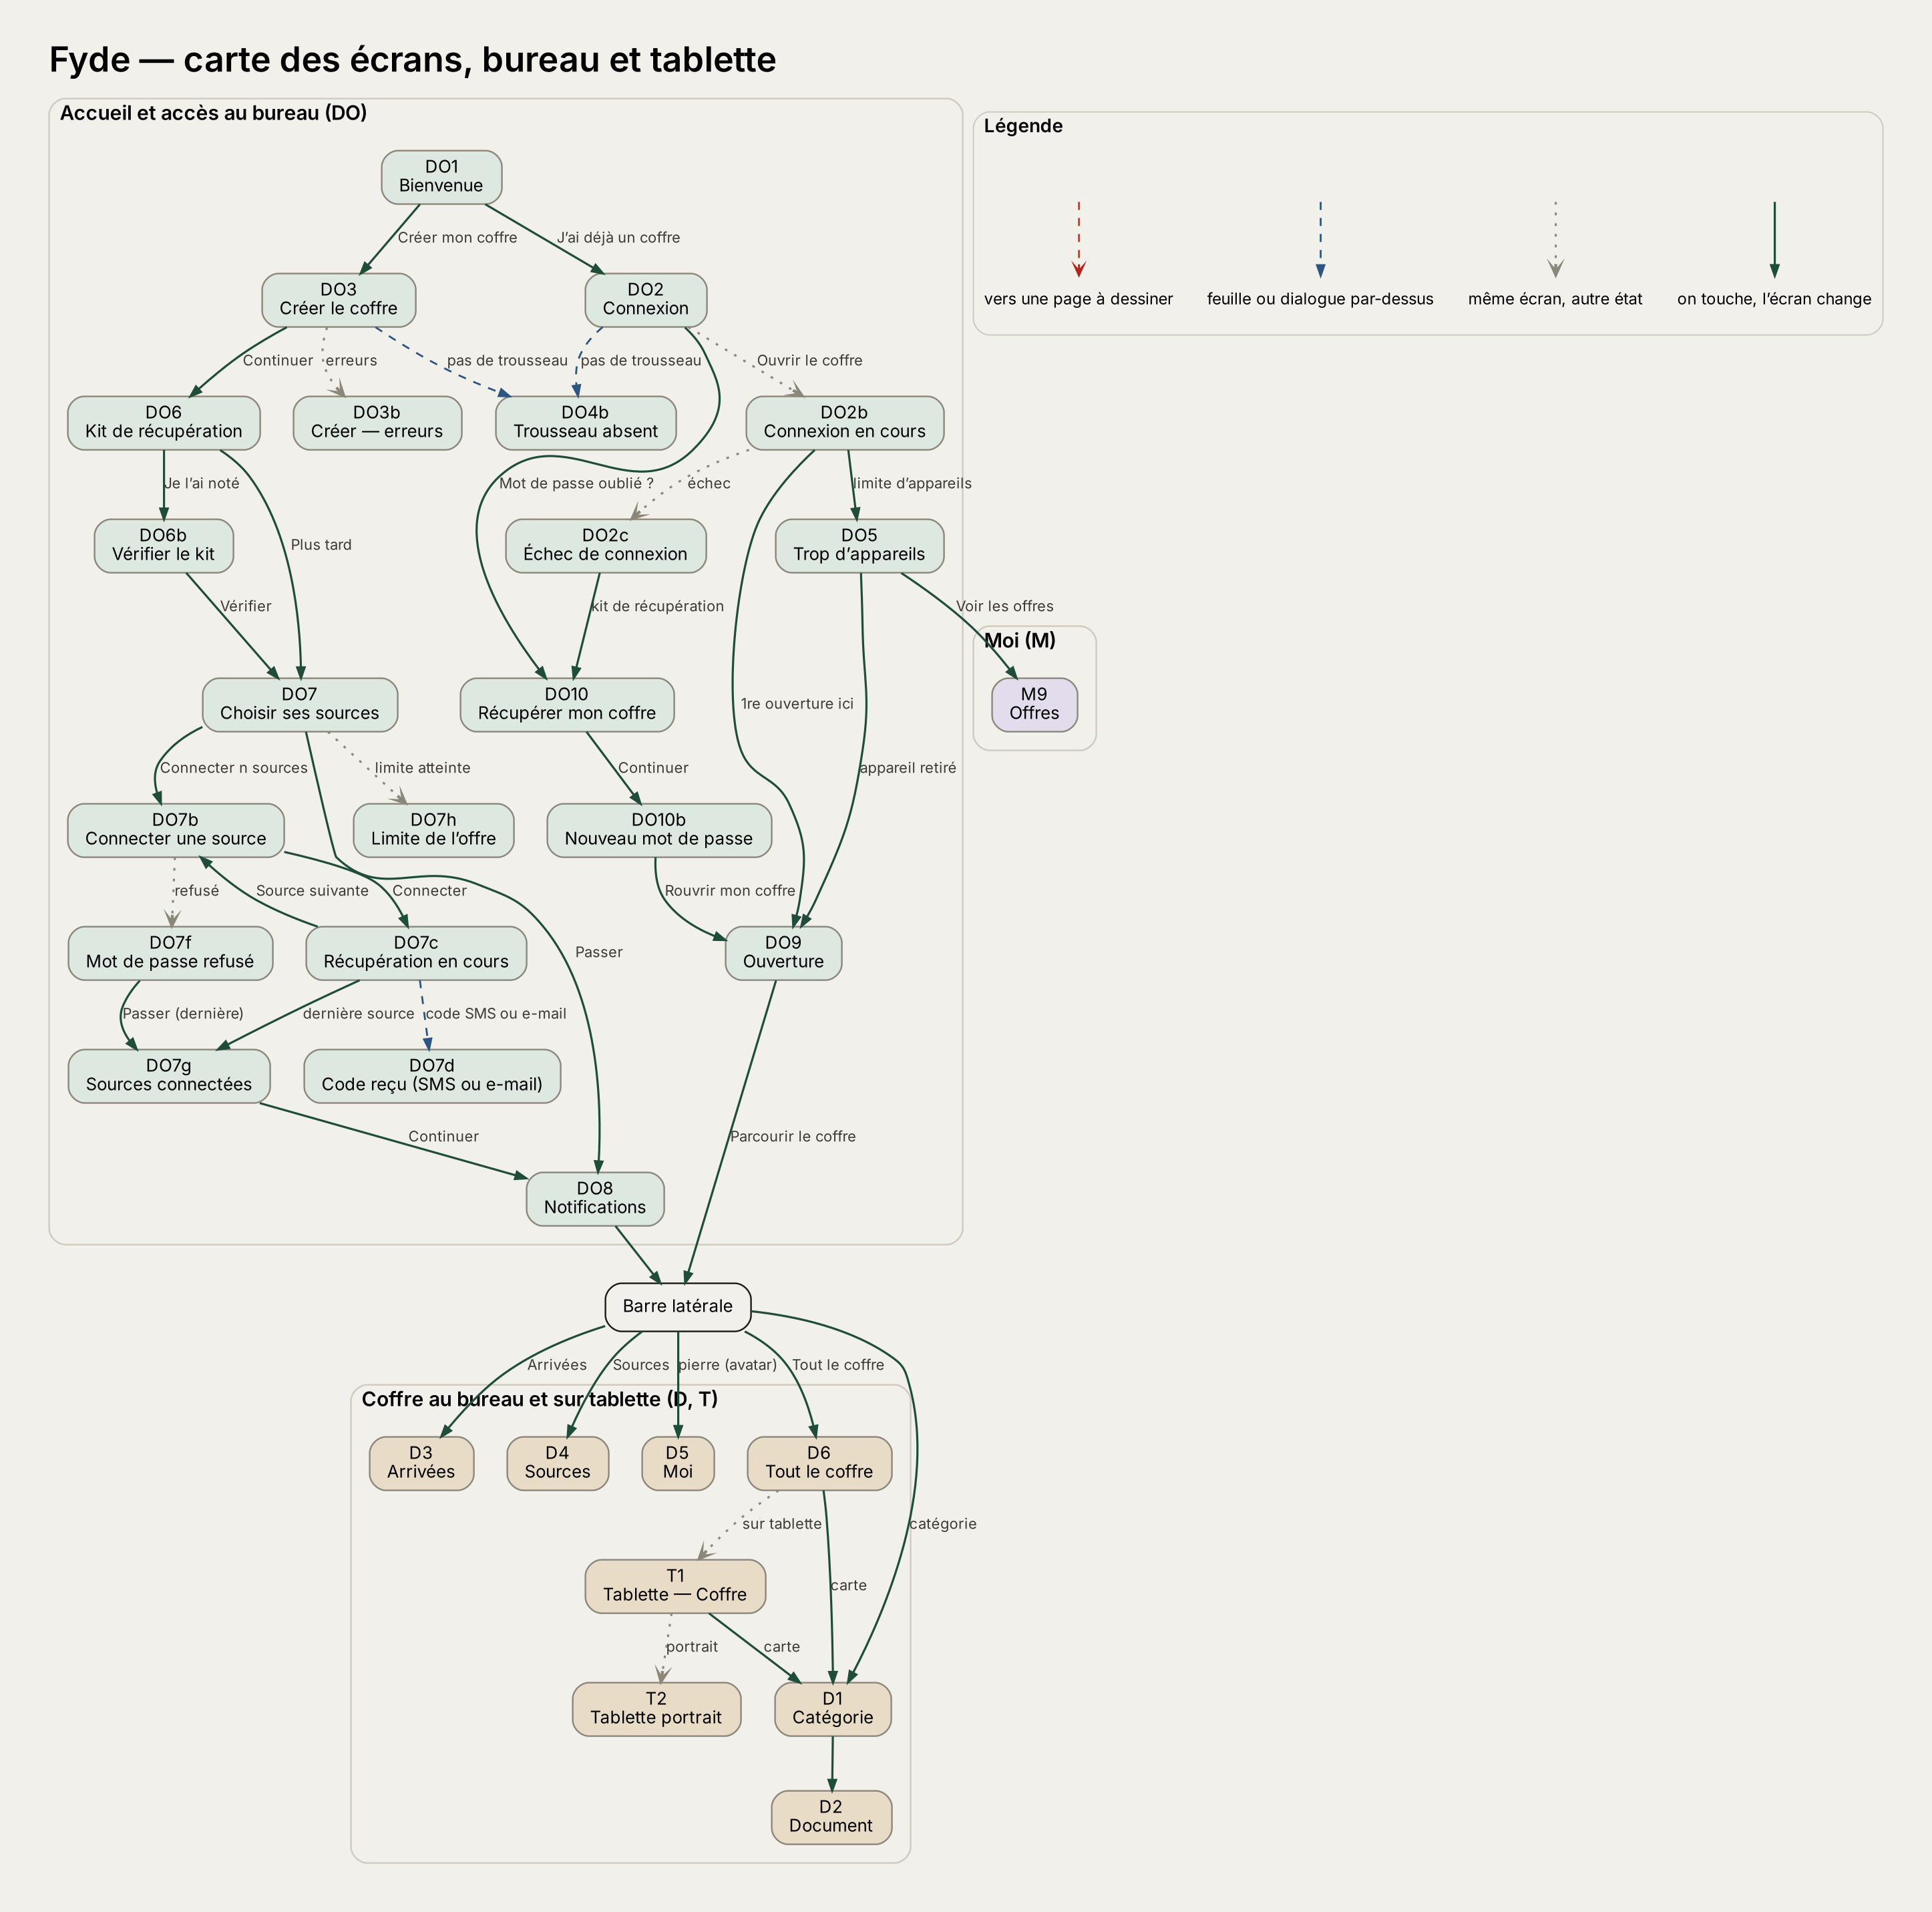 Fyde — carte des écrans, bureau et tablette
Accueil et accès au bureau (DO)
Légende
vers une page à dessiner
feuille ou dialogue par-dessus
même écran, autre état
on touche, l’écran change
DO1
Bienvenue
Créer mon coffre
J’ai déjà un coffre
DO3
Créer le coffre
DO2
Connexion
Continuer
erreurs
pas de trousseau
pas de trousseau
Ouvrir le coffre
DO6
Kit de récupération
DO3b
Créer — erreurs
DO4b
Trousseau absent
DO2b
Connexion en cours
Je l’ai noté
Mot de passe oublié ?
échec
limite d’appareils
DO6b
Vérifier le kit
Plus tard
DO2c
Échec de connexion
DO5
Trop d’appareils
Vérifier
kit de récupération
Voir les offres
Moi (M)
DO7
Choisir ses sources
DO10
Récupérer mon coffre
1re ouverture ici
M9
Offres
Connecter n sources
limite atteinte
Continuer
appareil retiré
DO7b
Connecter une source
DO7h
Limite de l’offre
DO10b
Nouveau mot de passe
refusé
Source suivante
Connecter
Rouvrir mon coffre
DO7f
Mot de passe refusé
DO7c
Récupération en cours
Passer
DO9
Ouverture
Passer (dernière)
dernière source
code SMS ou e-mail
DO7g
Sources connectées
DO7d
Code reçu (SMS ou e-mail)
Continuer
Parcourir le coffre
DO8
Notifications
Barre latérale
Arrivées
Sources
pierre (avatar)
Tout le coffre
Coffre au bureau et sur tablette (D, T)
D3
Arrivées
D4
Sources
D5
Moi
D6
Tout le coffre
sur tablette
catégorie
T1
Tablette — Coffre
carte
portrait
carte
T2
Tablette portrait
D1
Catégorie
D2
Document